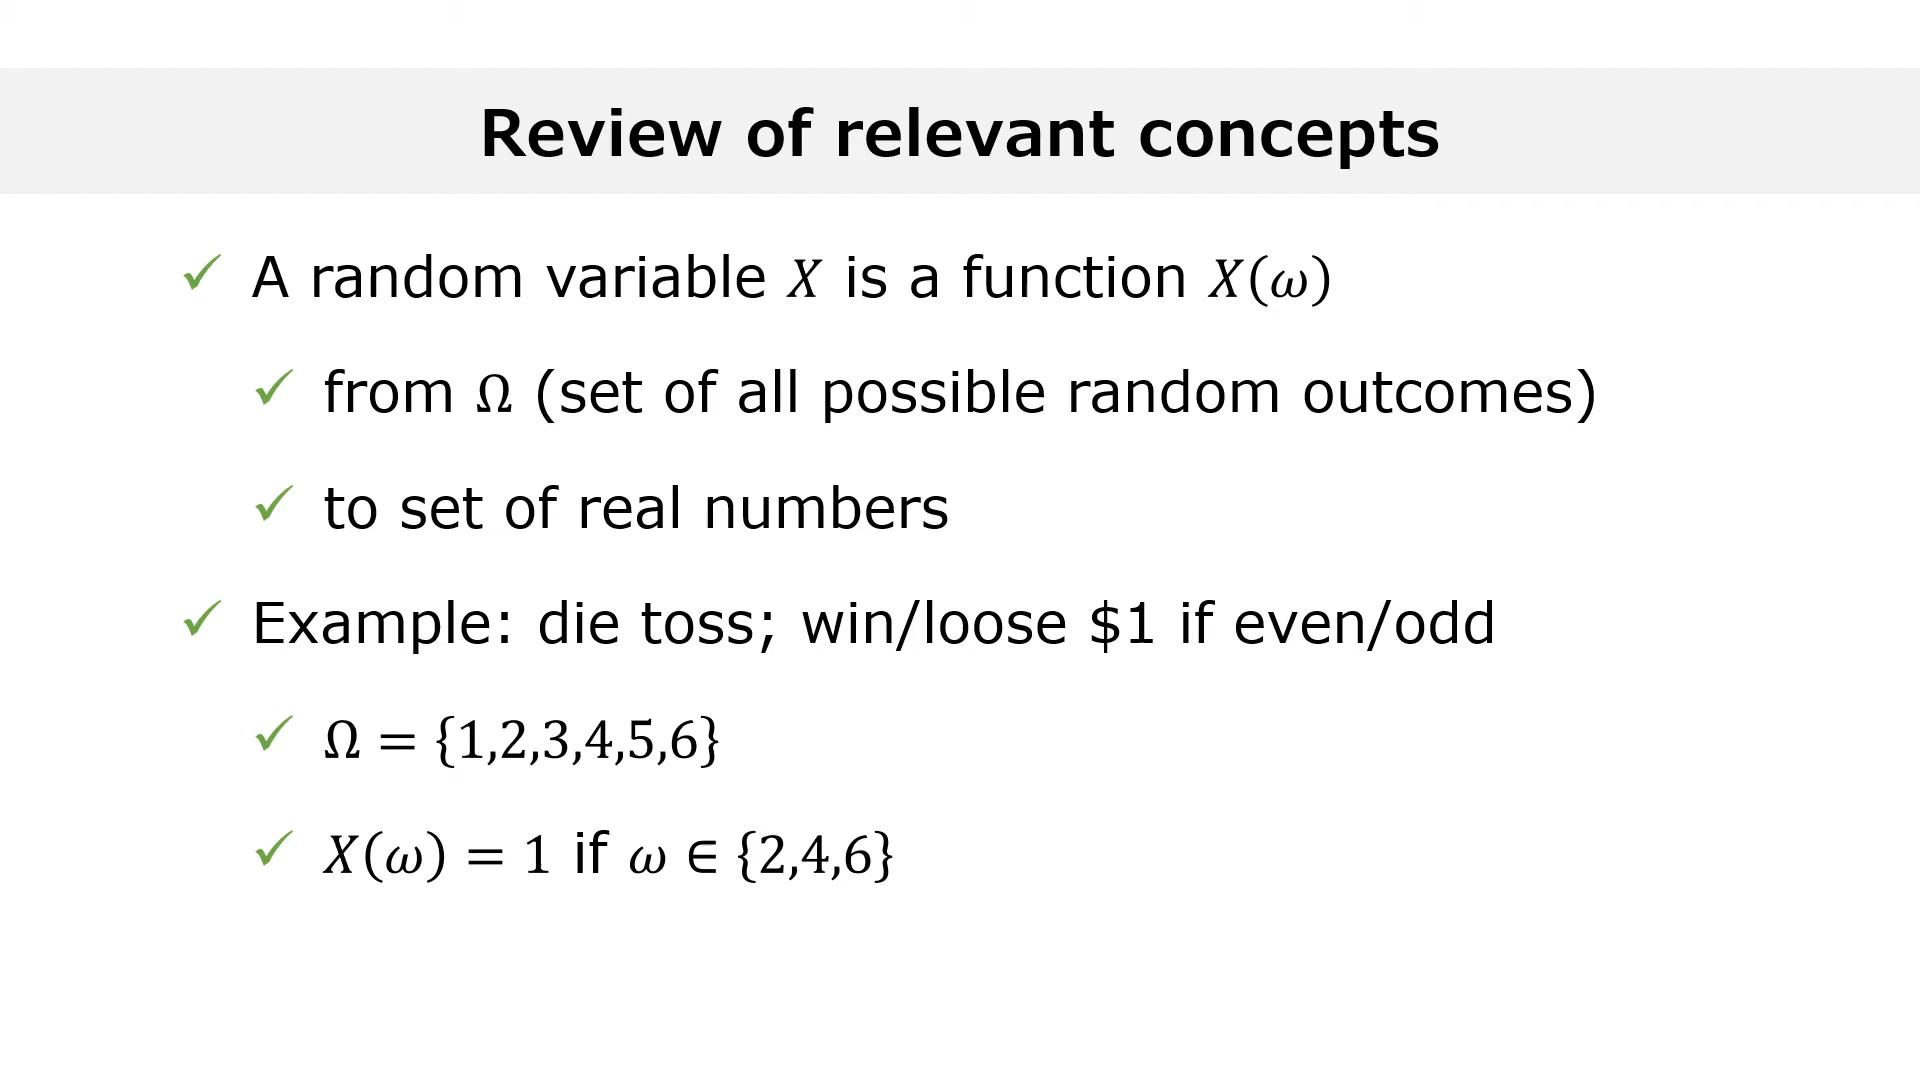 Review of relevant concepts
✓ A random variable 𝑋 is a function 𝑋(𝜔)
✓ from Ω (set of all possible random outcomes)
✓ to set of real numbers
✓ Example: die toss; win/loose $1 if even/odd
✓ Ω = {1,2,3,4,5,6}
✓ 𝑋(𝜔) = 1 if 𝜔 ∈ {2,4,6}